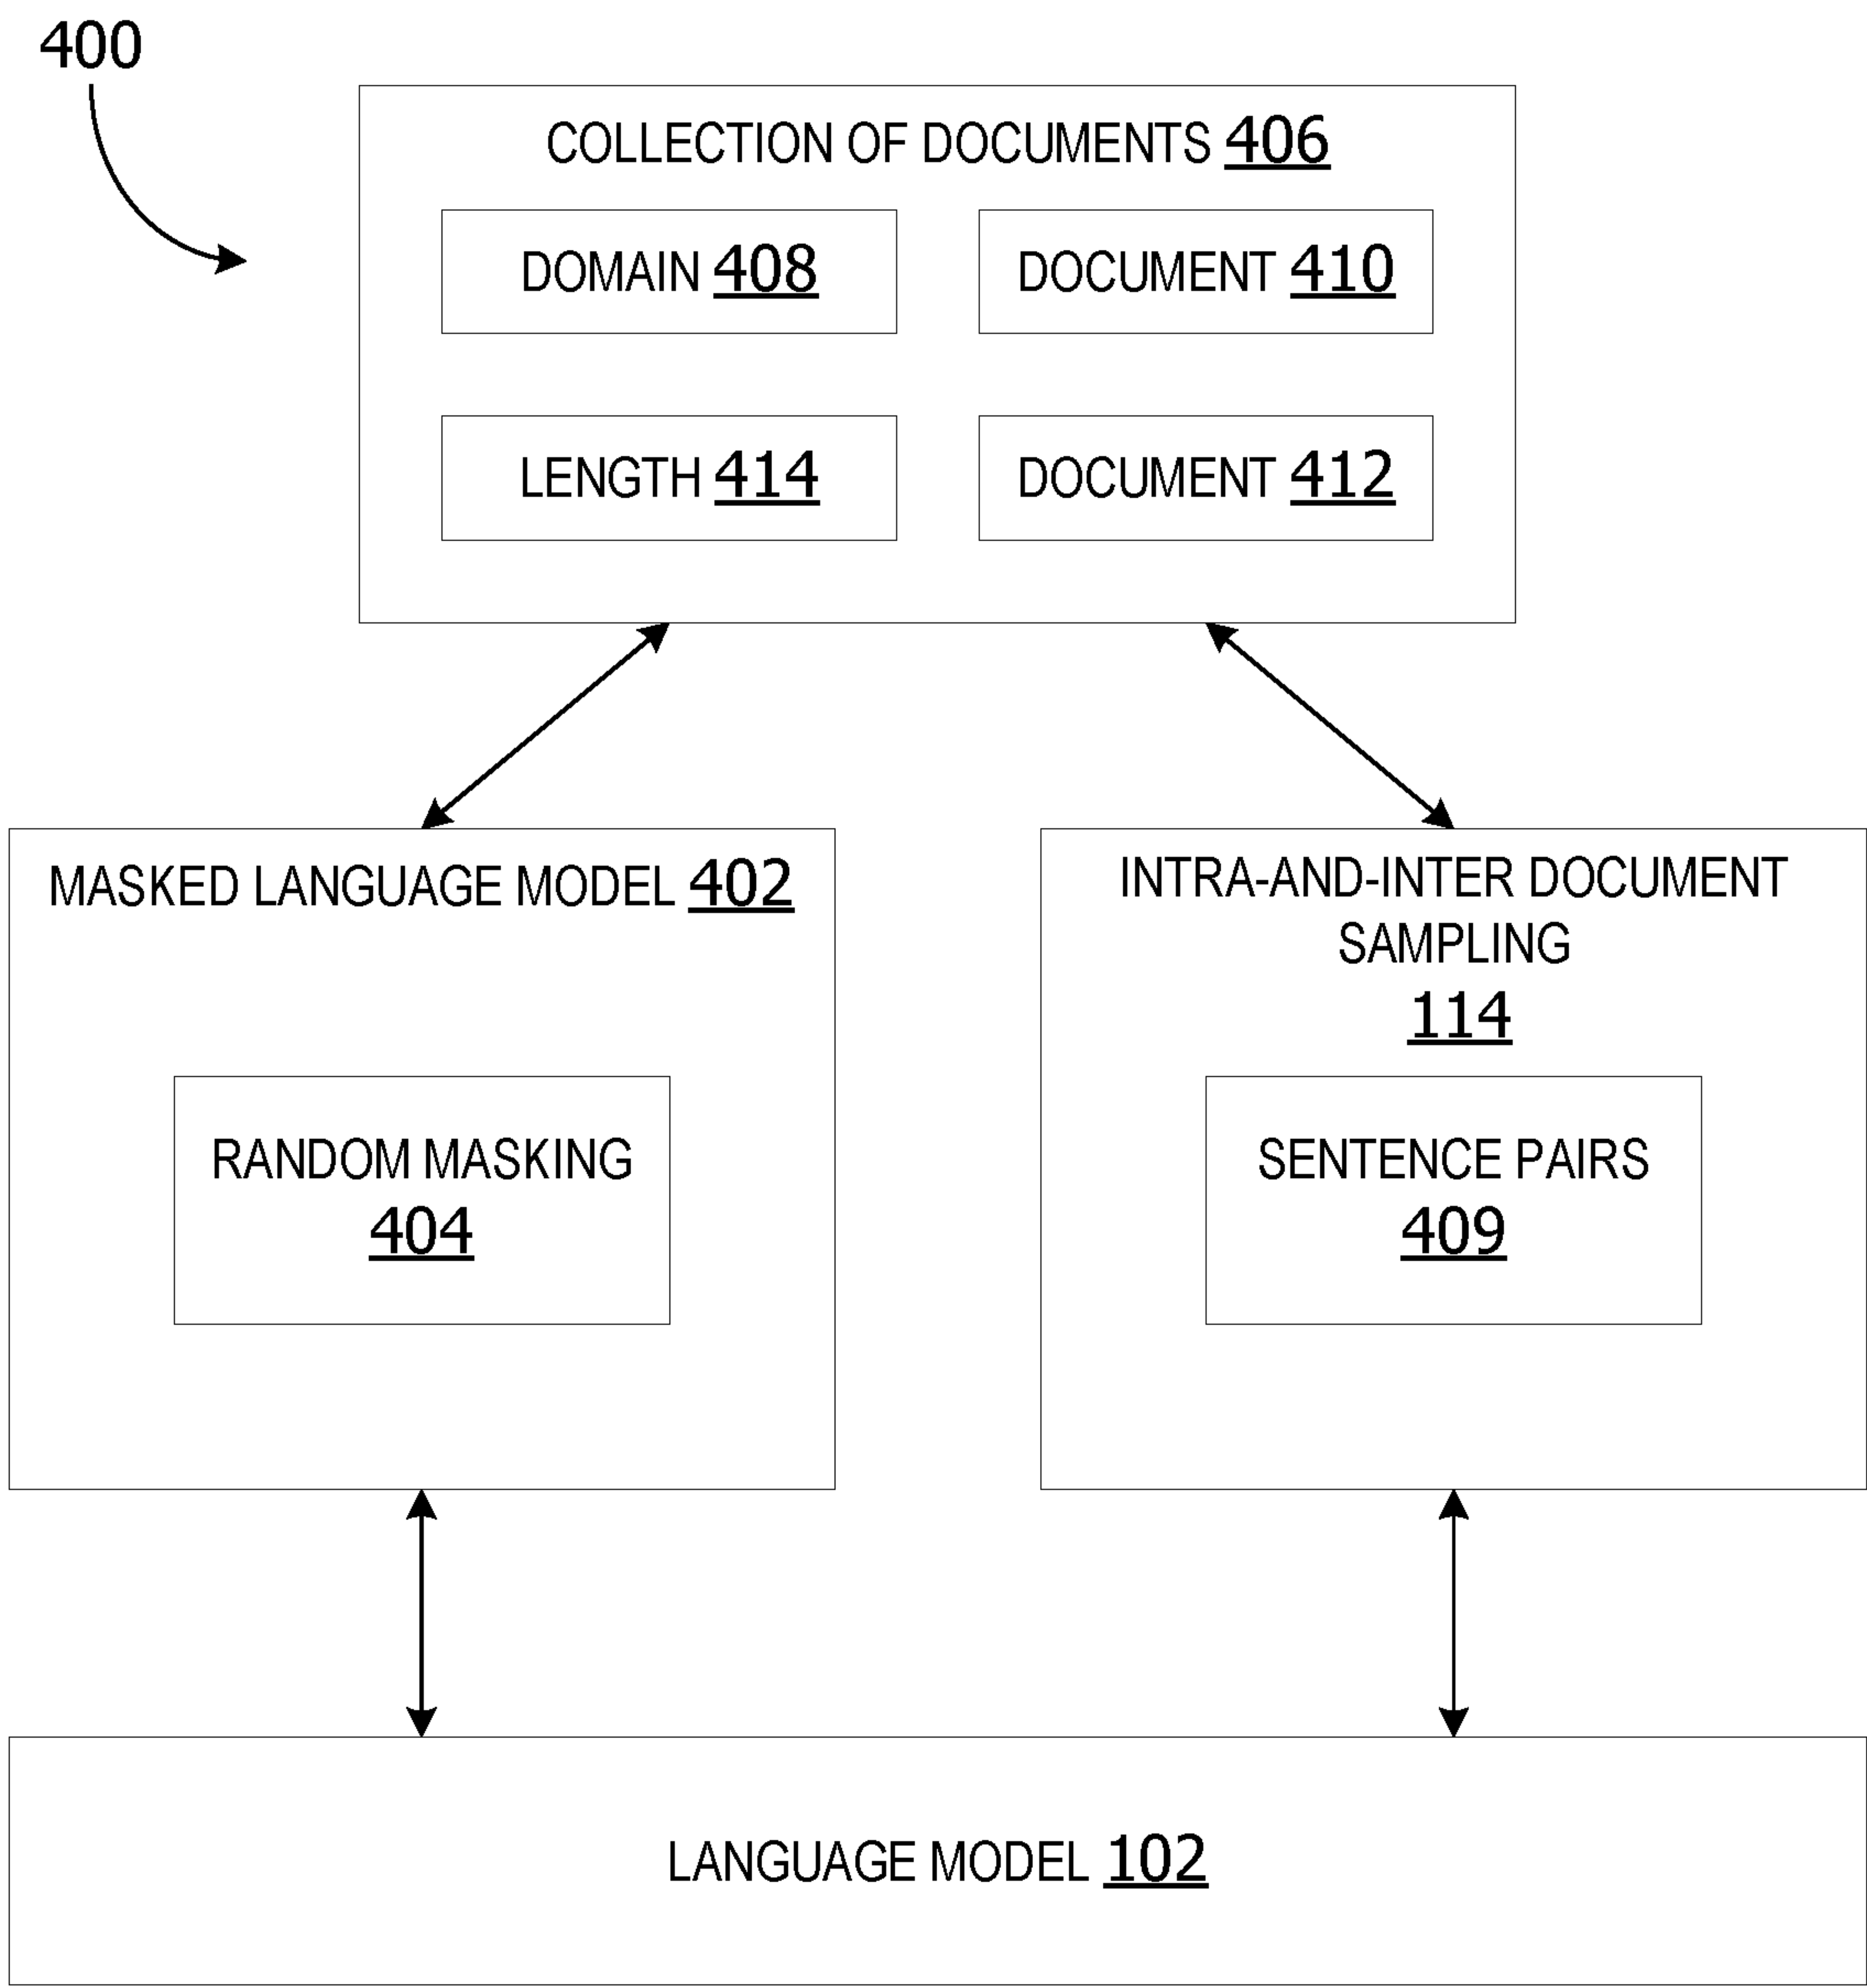 400
COLLECTION OF DOCUMENTS 406
DOMAIN 408
DOCUMENT 410
LENGTH 414
DOCUMENT 412
MASKED LANGUAGE MODEL 402
RANDOM MASKING
404
INTRA-AND-INTER DOCUMENT
SAMPLING
114
SENTENCE PAIRS
409
LANGUAGE MODEL 102